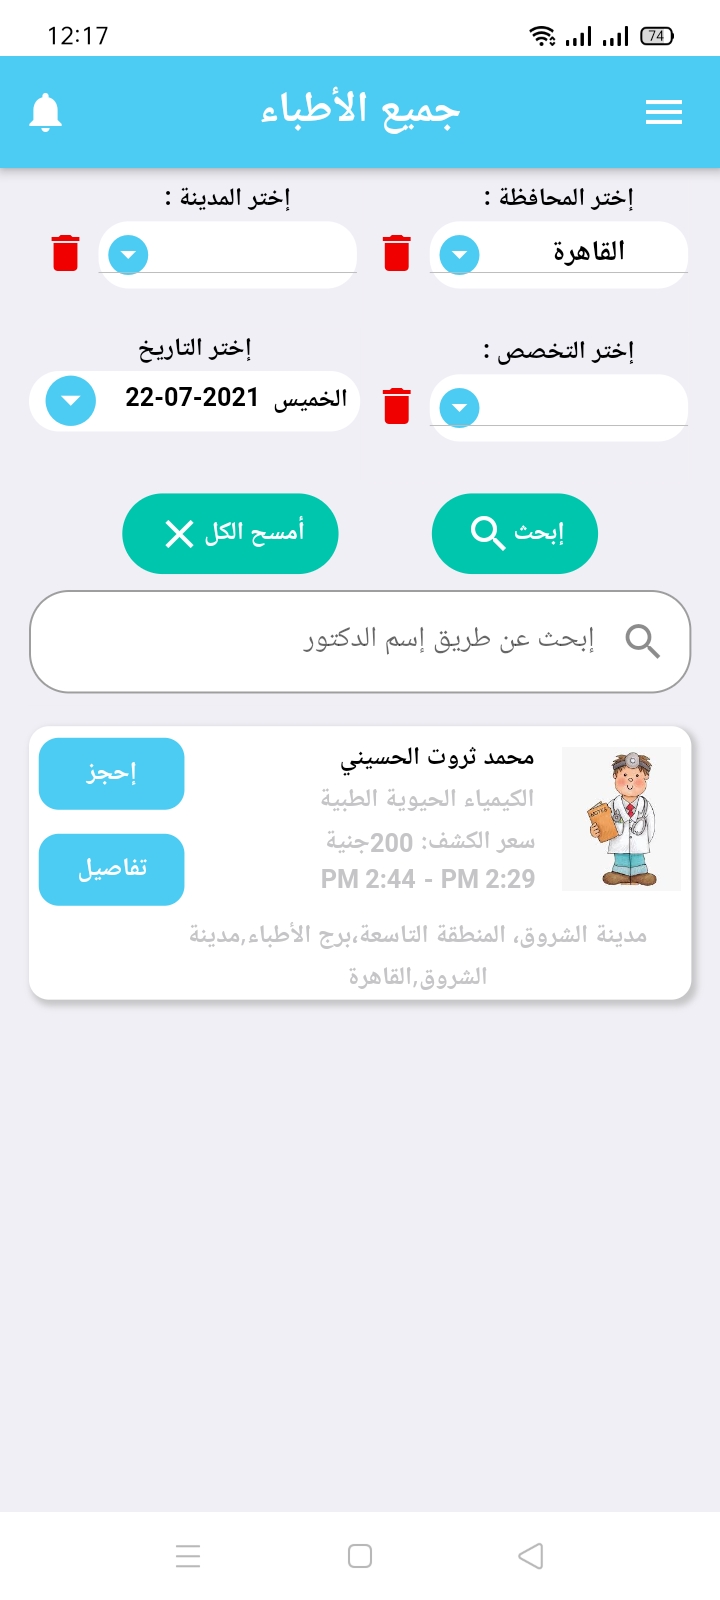 12:17
74
جميع الأطباء
إختر المحافظة :
إختر المدينة :
القاهرة
إختر التخصص :
إختر التاريخ
الخميس 22-07-2021
إبحث
أمسح الكل
إبحث عن طريق إسم الدكتور
محمد ثروت الحسيني
الكيمياء الحيوية الطبية
سعر الكشف: 200جنية
PM 2:44 - PM 2:29
إحجز
تفاصيل
مدينة الشروق، المنطقة التاسعة،برج الأطباء,مدينة
الشروق,القاهرة